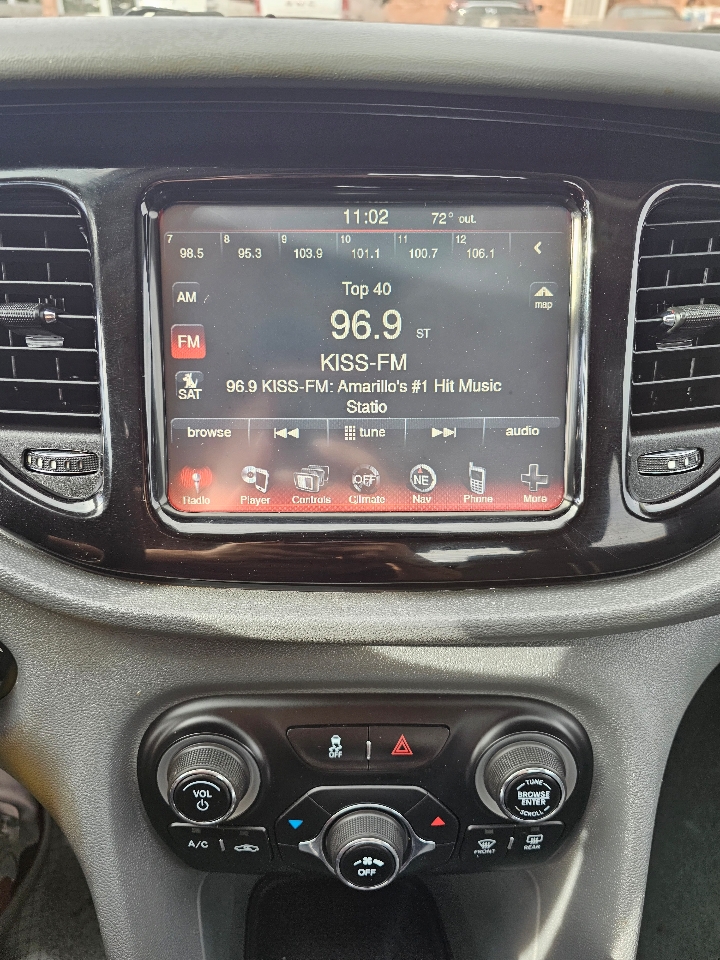 11:02 72° out.
7 8 9 10 11 12
98.5 95.3 103.9 101.1 100.7 106.1
AM
Top 40
map
FM
96.9 ST
KISS-FM
SAT
96.9 KISS-FM: Amarillo's #1 Hit Music
Statio
browse tune audio
OFF NE
Radio Player Controls Climate Nav Phone More
OFF
VOL
TUNE
BROWSE
ENTER
SCROLL
A/C
OFF
FRONT REAR